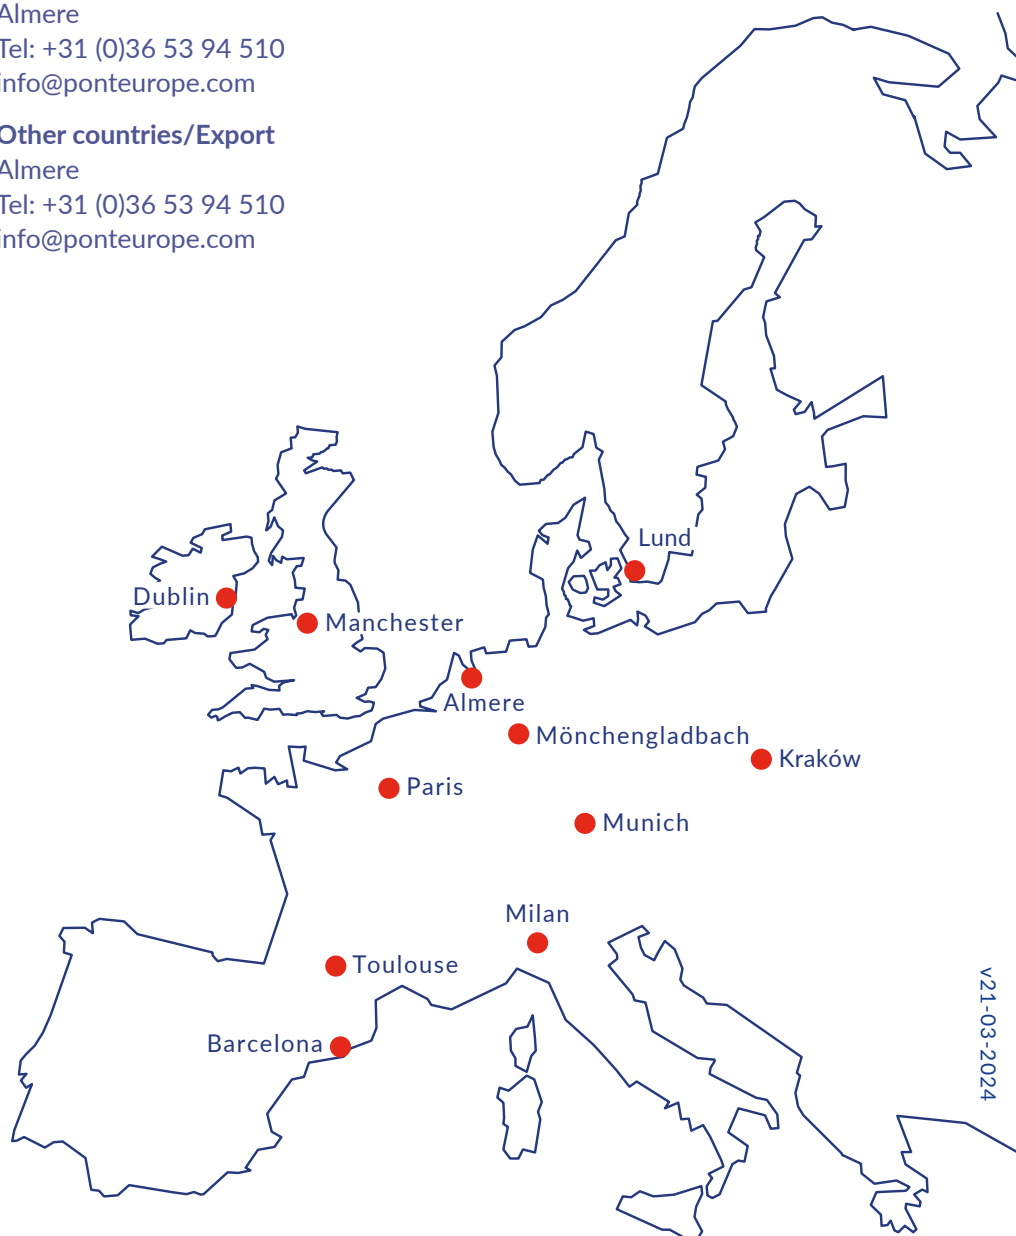 Almere
Tel: +31 (0)36 53 94 510
info@ponteurope.com
Other countries/Export
Almere
Tel: +31 (0)36 53 94 510
info@ponteurope.com
Lund
Dublin
Manchester
Almere
Mönchengladbach
Kraków
Paris
Munich
Milan
Toulouse
Barcelona
v21-03-2024